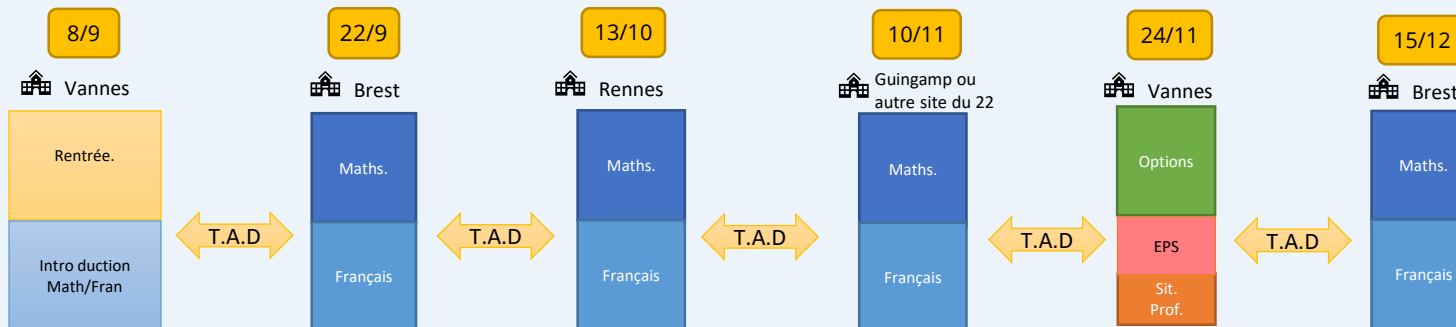 8/9
22/9
13/10
10/11
24/11
15/12
Vannes
Brest
Rennes
Guingamp ou
autre site du 22
Vannes
Brest
Rentrée.
Intro duction
Math/Fran
T.A.D
Maths.
Français
T.A.D
Maths.
Français
T.A.D
Maths.
Français
T.A.D
Options
EPS
Sit.
Prof.
T.A.D
Maths.
Français